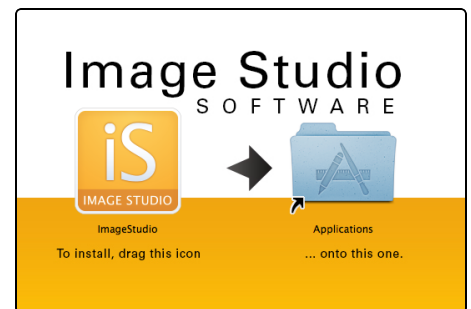 Image Studio
SOFTWARE
iS
IMAGE STUDIO
ImageStudio
Applications
To install, drag this icon
... onto this one.